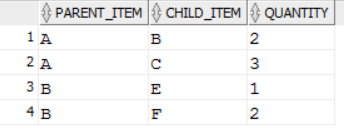 PARENT_ITEM CHILD_ITEM QUANTITY
1 A B 2
2 A C 3
3 B E 1
4 B F 2